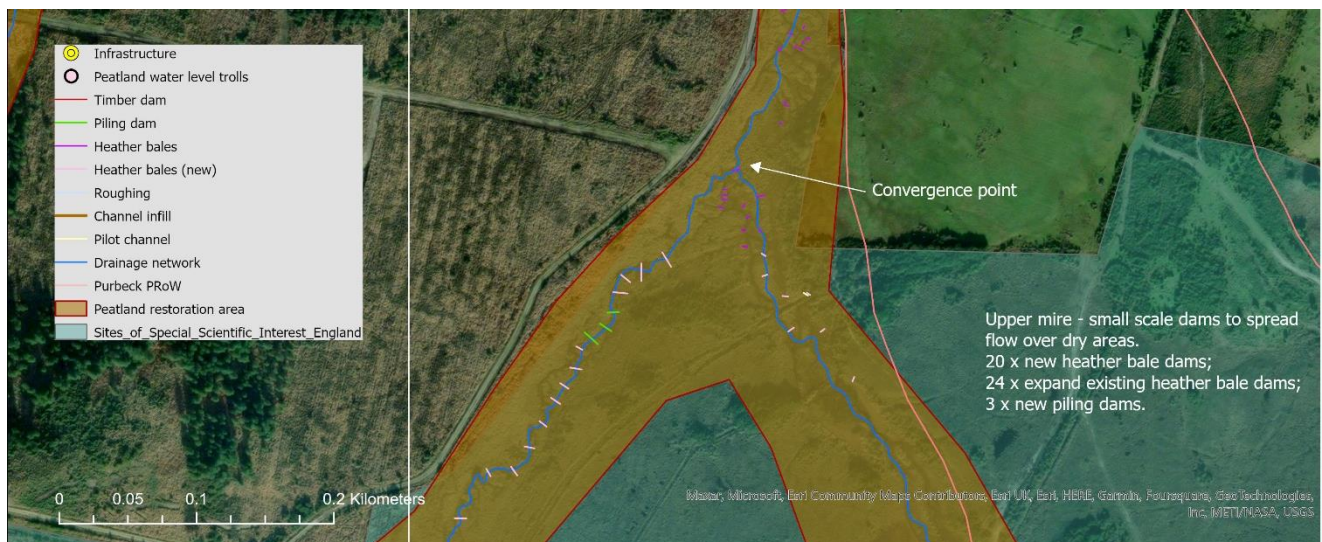 Infrastructure
Peatland water level trolls
Timber dam
Piling dam
Heather bales
Heather bales (new)
Roughing
Channel infill
Pilot channel
Drainage network
Purbeck PRoW
Peatland restoration area
Sites_of_Special_Scientific_Interest_England
Convergence point
Upper mire - small scale dams to spread
flow over dry areas.
20 x new heather bale dams;
24 x expand existing heather bale dams;
3 x new piling dams.
0 0.05 0.1 0.2 Kilometers
Maxar, Microsoft, Esri Community Maps Contributors, Esri UK, Esri, HERE, Garmin, Foursquare, GeoTechnologies,
Inc, METI/NASA, USGS